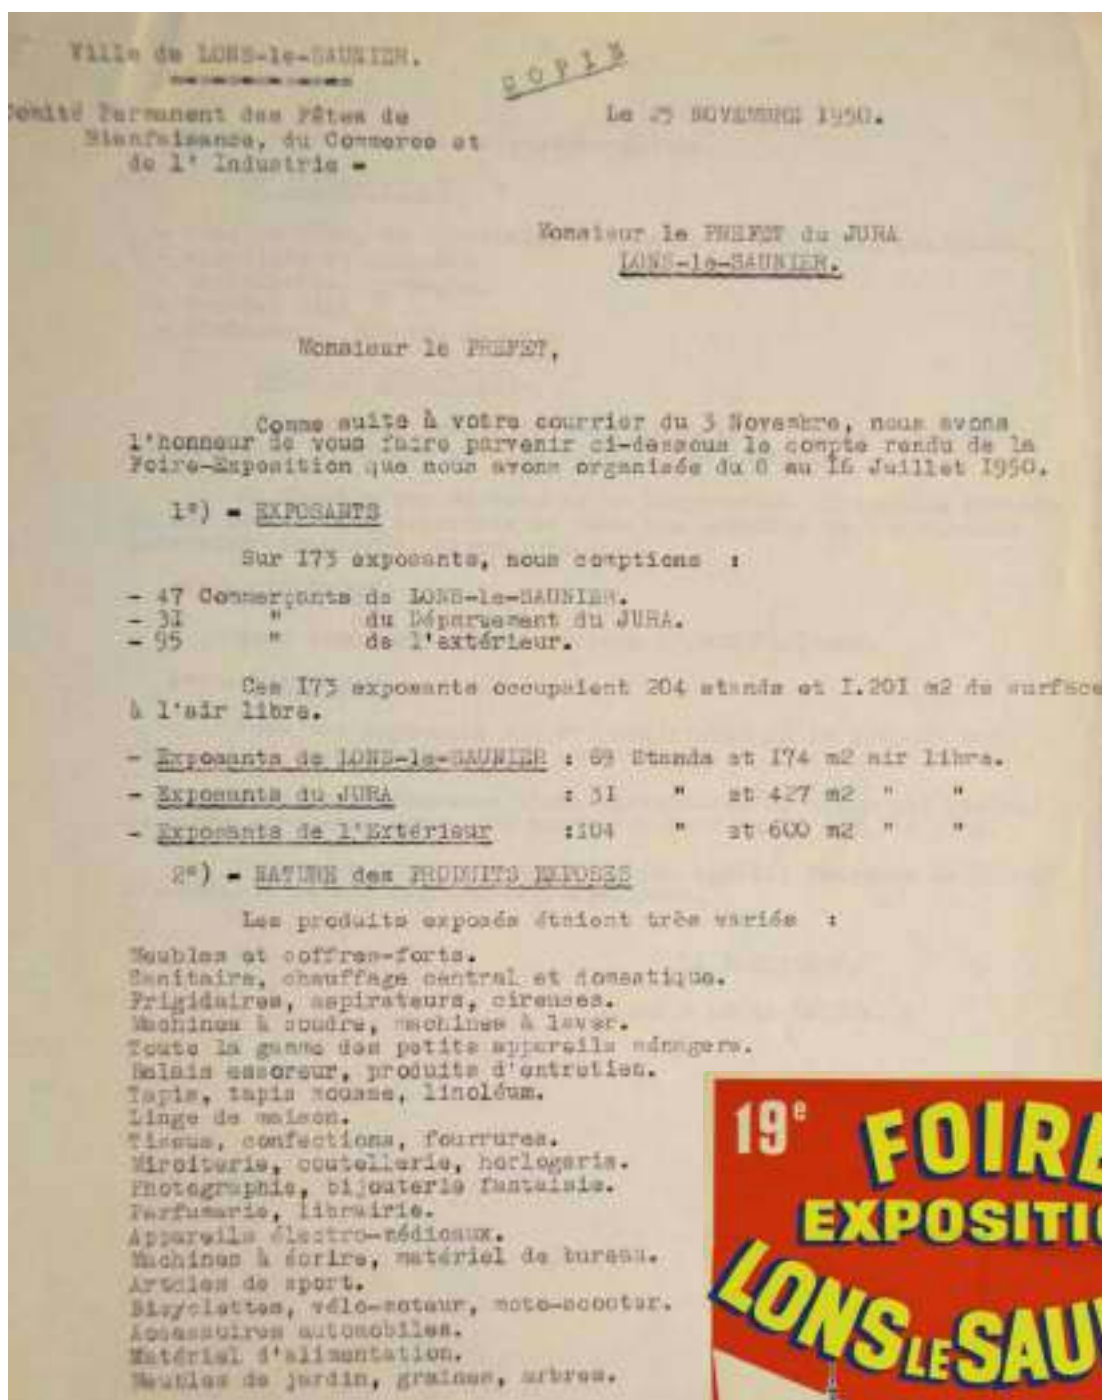 Ville de LONS-le-SAUNIER.
COPIE
Comité Permanent des Fêtes de
Bienfaisance, du Commerce et
de l' Industrie -
Le 25 NOVEMBRE 1950.
Monsieur le PREFET du JURA
LONS-le-SAUNIER.
Monsieur le PREFET,
Comme suite à votre courrier du 3 Novembre, nous avons
l'honneur de vous faire parvenir ci-dessous le compte rendu de la
Foire-Exposition que nous avons organisée du 8 au 16 Juillet 1950.
1°) - EXPOSANTS
Sur I73 exposants, nous comptions :
- 47 Commerçants de LONS-le-SAUNIER.
- 3I " du Département du JURA.
- 95 " de l'extérieur.
Ces I73 exposants occupaient 204 stands et I.20I m2 de surface
à l'air libre.
- Exposants de LONS-le-SAUNIER : 69 Stands et I74 m2 air libre.
- Exposants du JURA : 3I " et 427 m2 " "
- Exposants de l'Extérieur :I04 " et 600 m2 " "
2°) - NATURE des PRODUITS EXPOSES
Les produits exposés étaient très variés :
Meubles et coffres-forts.
Sanitaire, chauffage central et domestique.
Frigidaires, aspirateurs, cireuses.
Machines à coudre, machines à laver.
Toute la gamme des petits appareils ménagers.
Balais essoreur, produits d'entretien.
Tapis, tapis mousse, linoléum.
Linge de maison.
Tissus, confections, fourrures.
Miroiterie, coutellerie, horlogerie.
Photographie, bijouterie fantaisie.
Parfumerie, librairie.
Appareils électro-médicaux.
Machines à écrire, matériel de bureau.
Artcles de sport.
Bicyclettes, vélo-moteur, moto-scooter.
Accessoires automobiles.
Matériel d'alimentation.
Meubles de jardin, graines, arbres.
19e
FOIRE
EXPOSITIO
LONS LE SAU